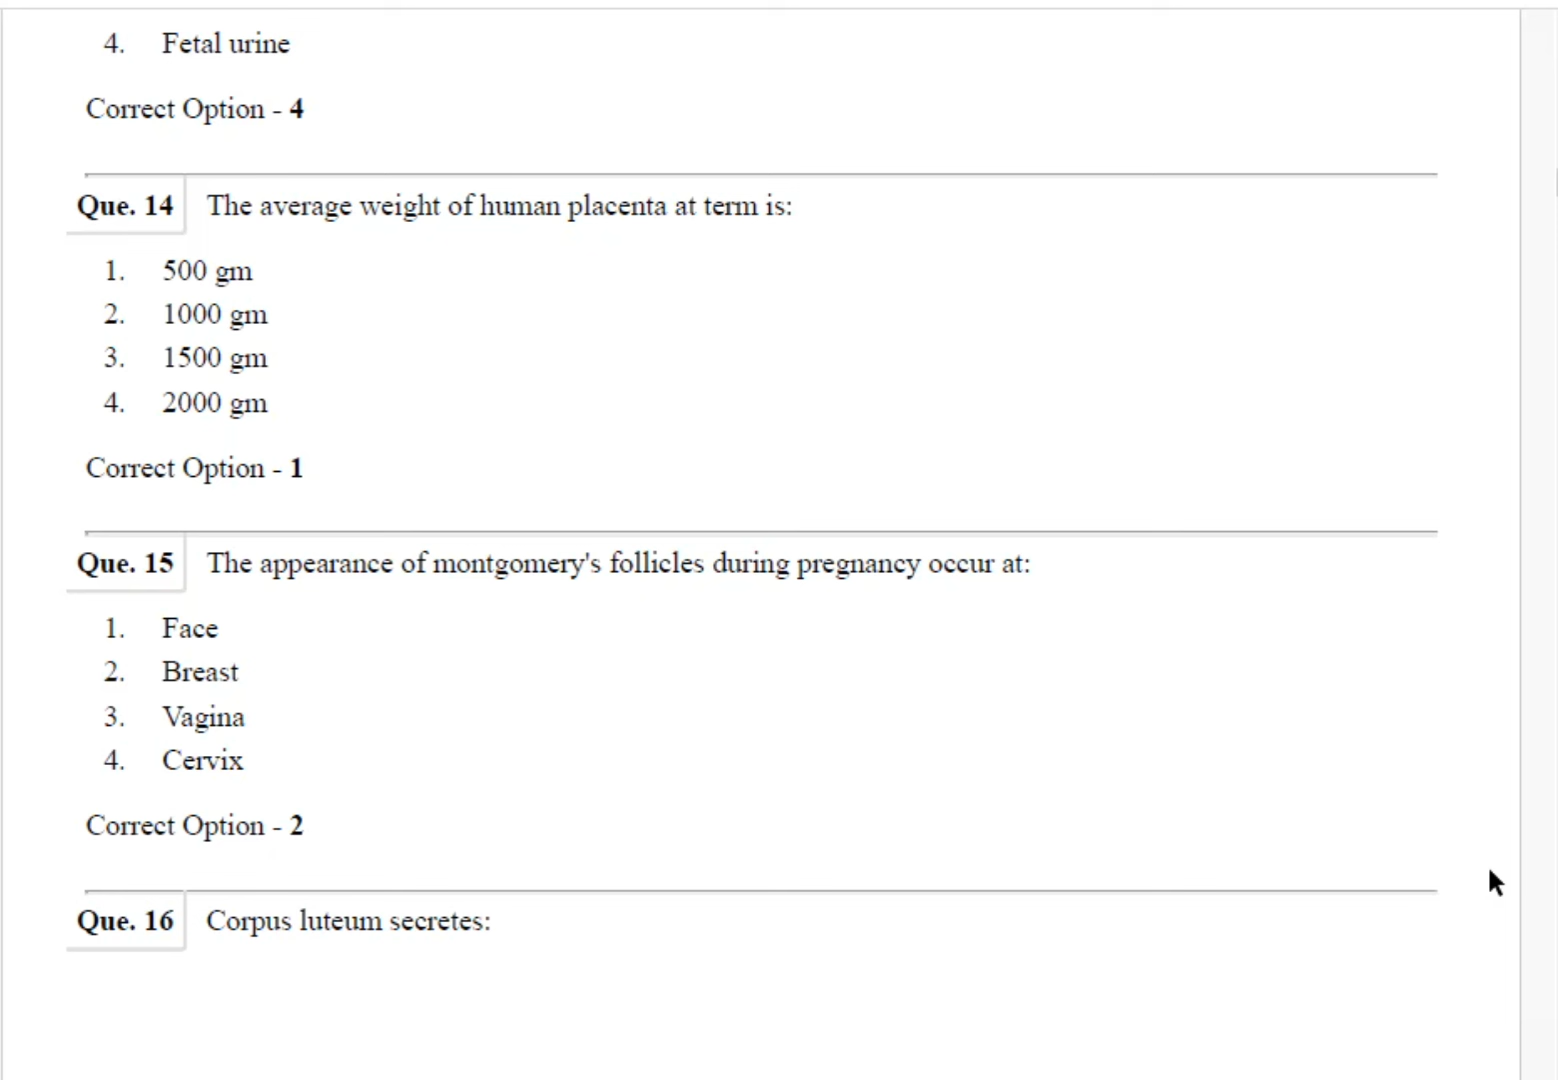 4. Fetal urine
Correct Option - 4
Que. 14 The average weight of human placenta at term is:
1. 500 gm
2. 1000 gm
3. 1500 gm
4. 2000 gm
Correct Option - 1
Que. 15 The appearance of montgomery's follicles during pregnancy occur at:
1. Face
2. Breast
3. Vagina
4. Cervix
Correct Option - 2
Que. 16 Corpus luteum secretes: